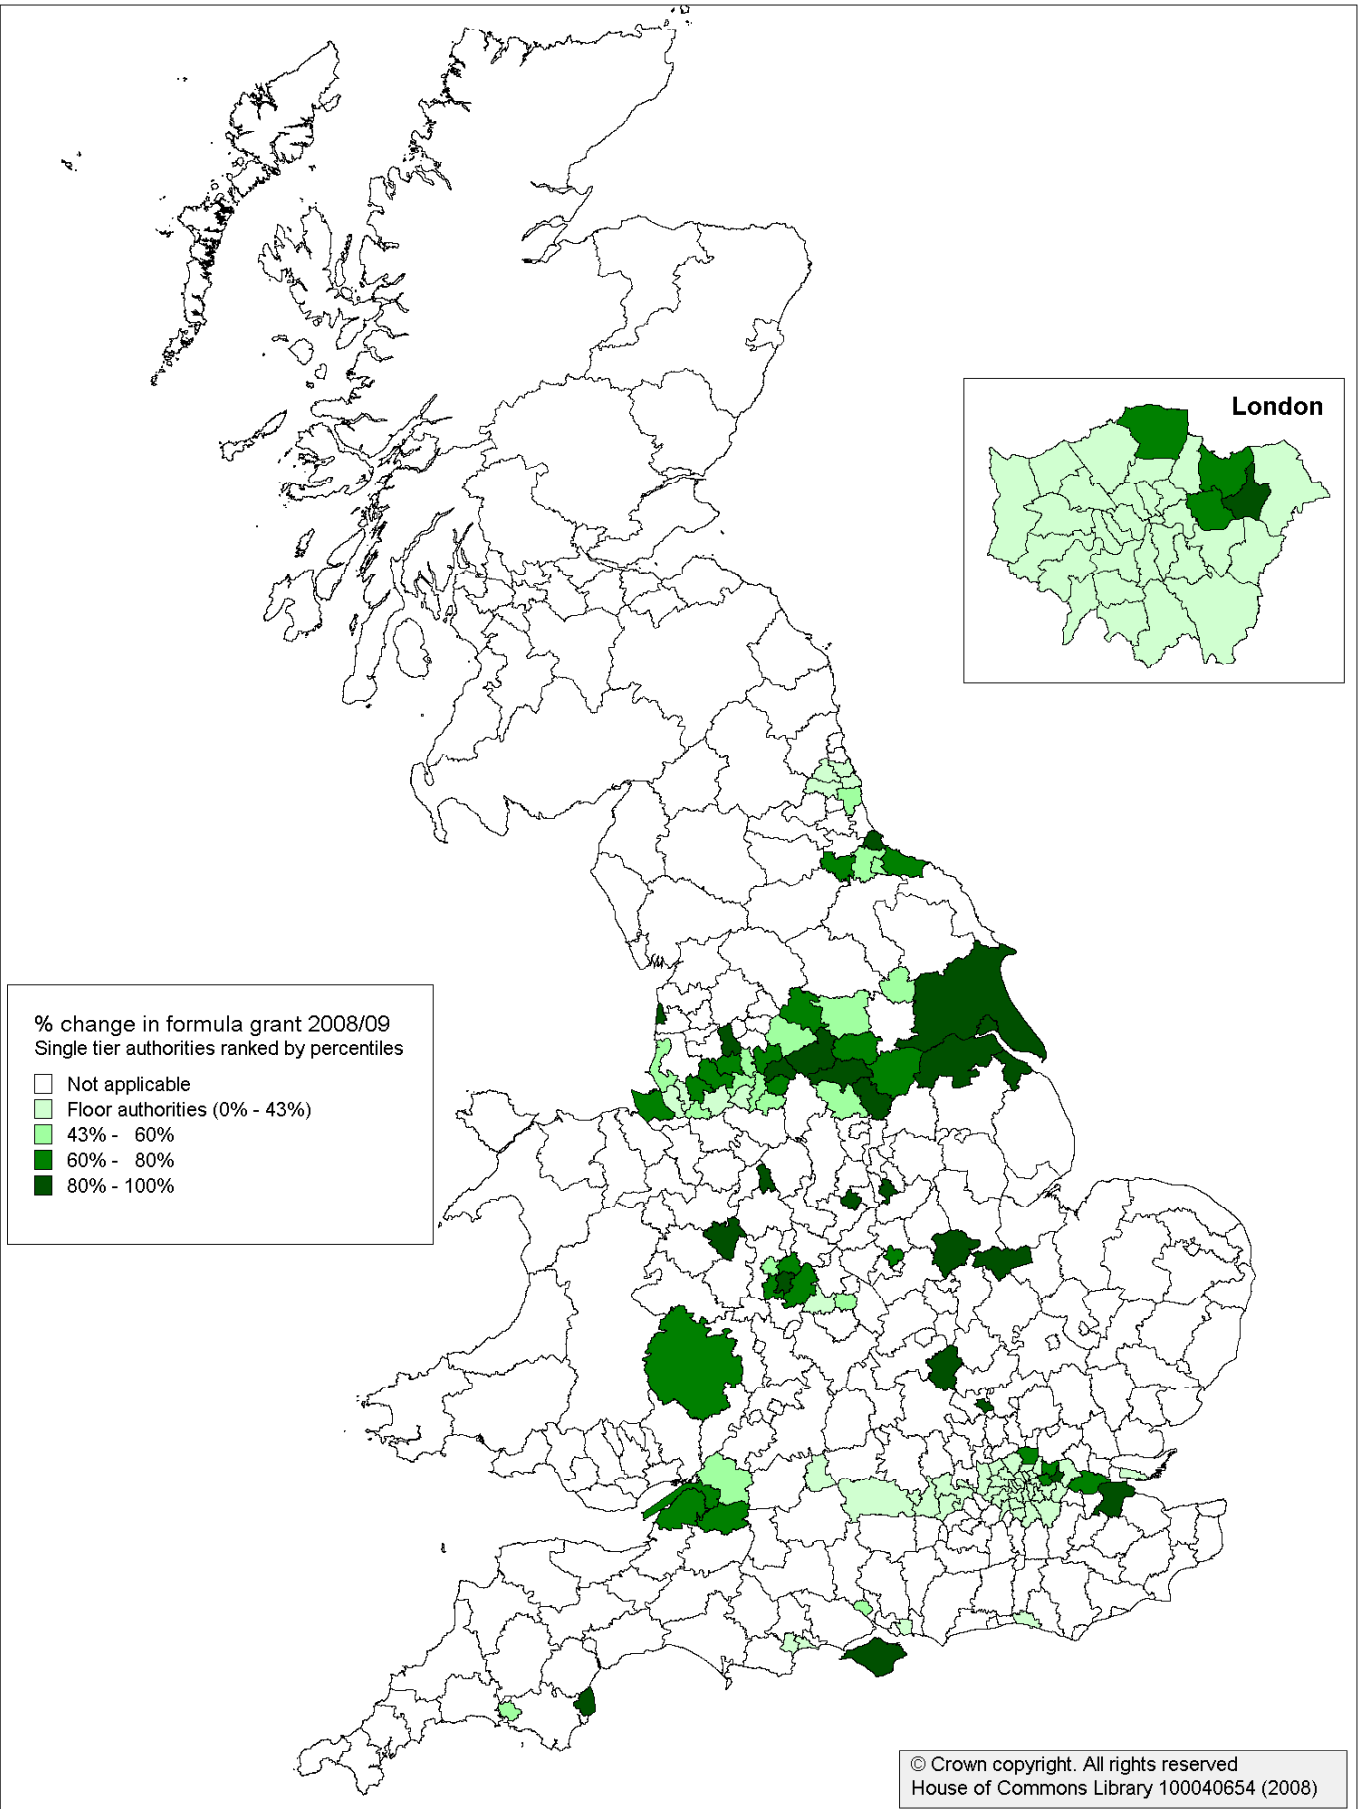 London
% change in formula grant 2008/09
Single tier authorities ranked by percentiles
Not applicable
Floor authorities (0% - 43%)
43% - 60%
60% - 80%
80% - 100%
© Crown copyright. All rights reserved
House of Commons Library 100040654 (2008)